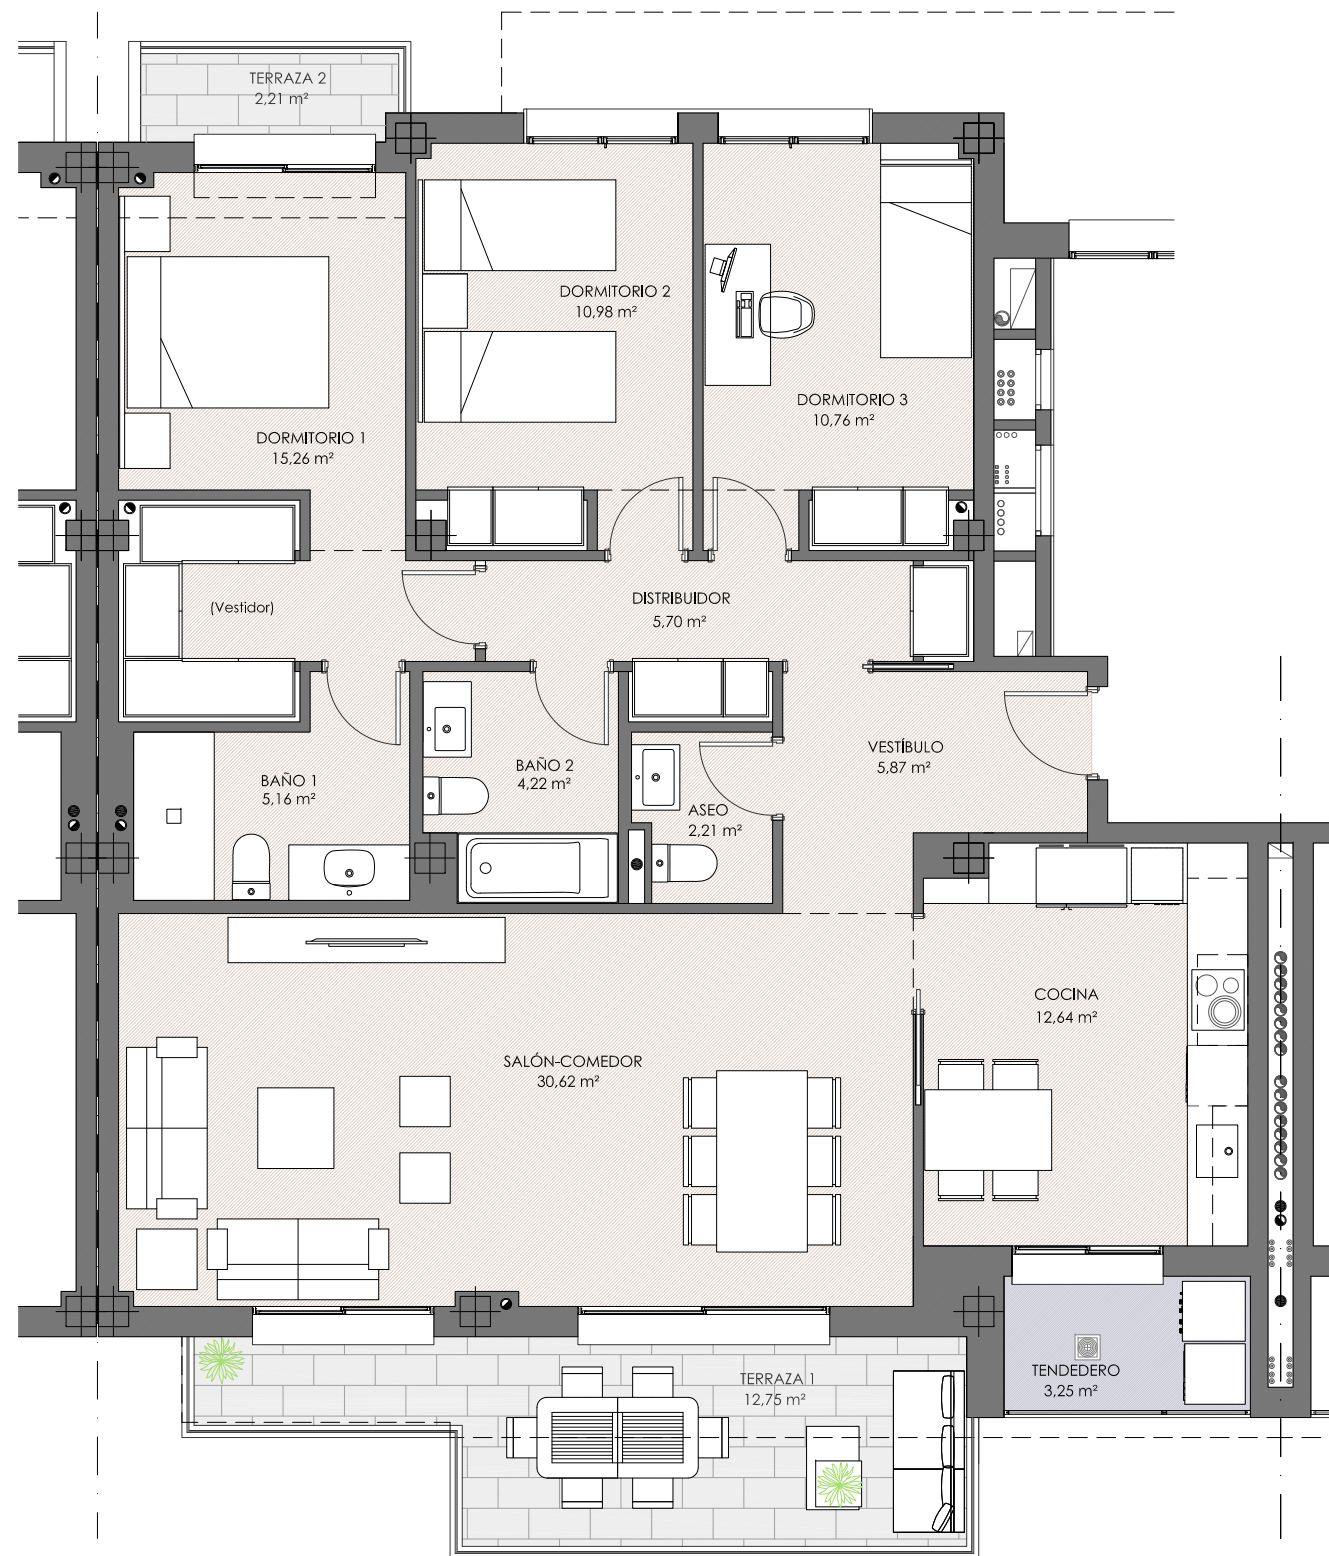 TERRAZA 2
2,21 m²
DORMITORIO 2
10,98 m²
DORMITORIO 3
10,76 m²
DORMITORIO 1
15,26 m²
(Vestidor)
DISTRIBUIDOR
5,70 m²
VESTÍBULO
5,87 m²
BAÑO 1
5,16 m²
BAÑO 2
4,22 m²
ASEO
2,21 m²
COCINA
12,64 m²
SALÓN-COMEDOR
30,62 m²
TERRAZA 1
12,75 m²
TENDEDERO
3,25 m²